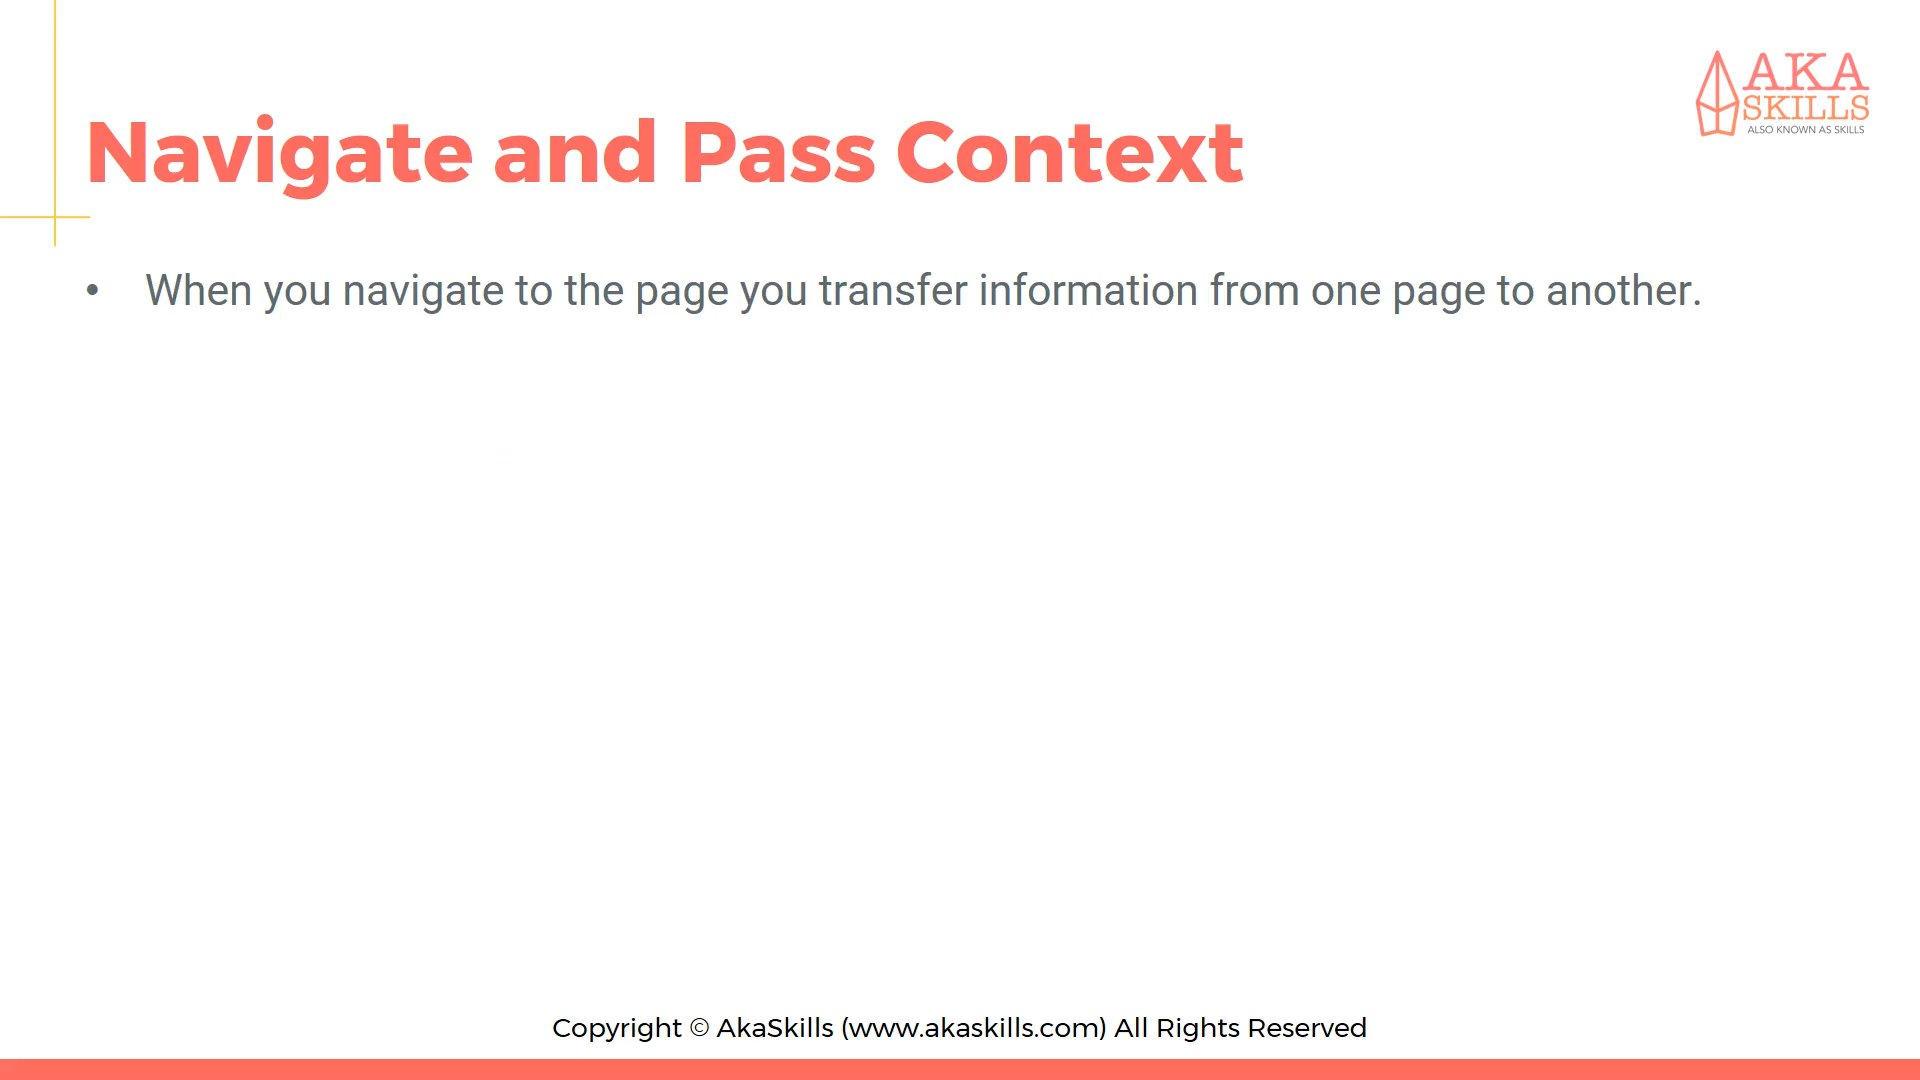 AKA
SKILLS
ALSO KNOWN AS SKILLS
Navigate and Pass Context
• When you navigate to the page you transfer information from one page to another.
Copyright © AkaSkills (www.akaskills.com) All Rights Reserved